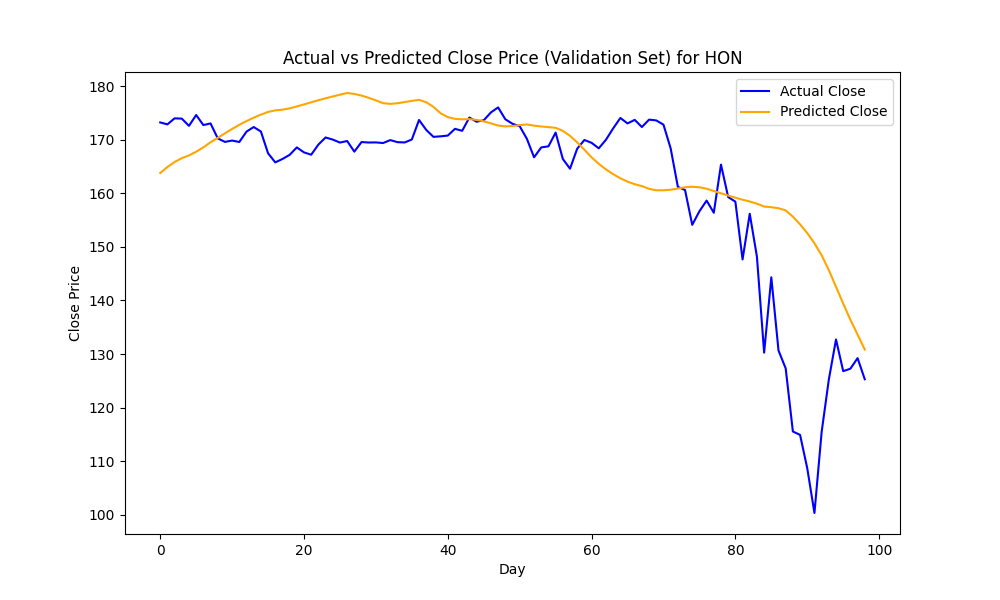 Actual vs Predicted Close Price (Validation Set) for HON
Actual Close
Predicted Close
Close Price
180
170
160
150
140
130
120
110
100
0 20 40 60 80 100
Day